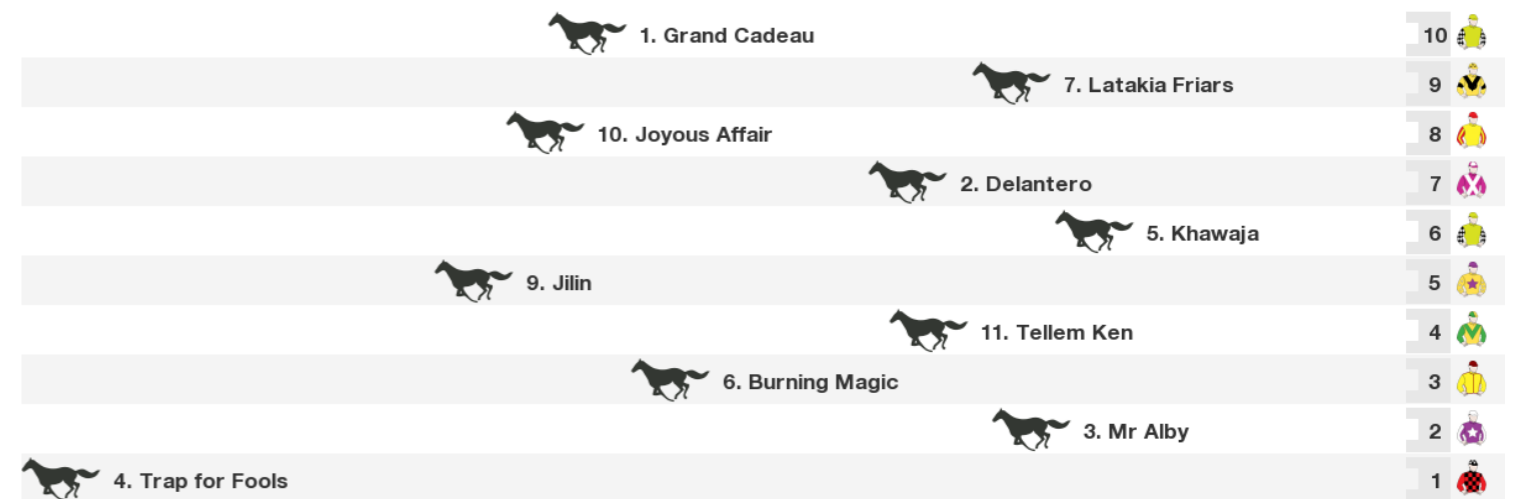 1. Grand Cadeau 10
7. Latakia Friars 9
10. Joyous Affair 8
2. Delantero 7
5. Khawaja 6
9. Jilin 5
11. Tellem Ken 4
6. Burning Magic 3
3. Mr Alby 2
4. Trap for Fools 1